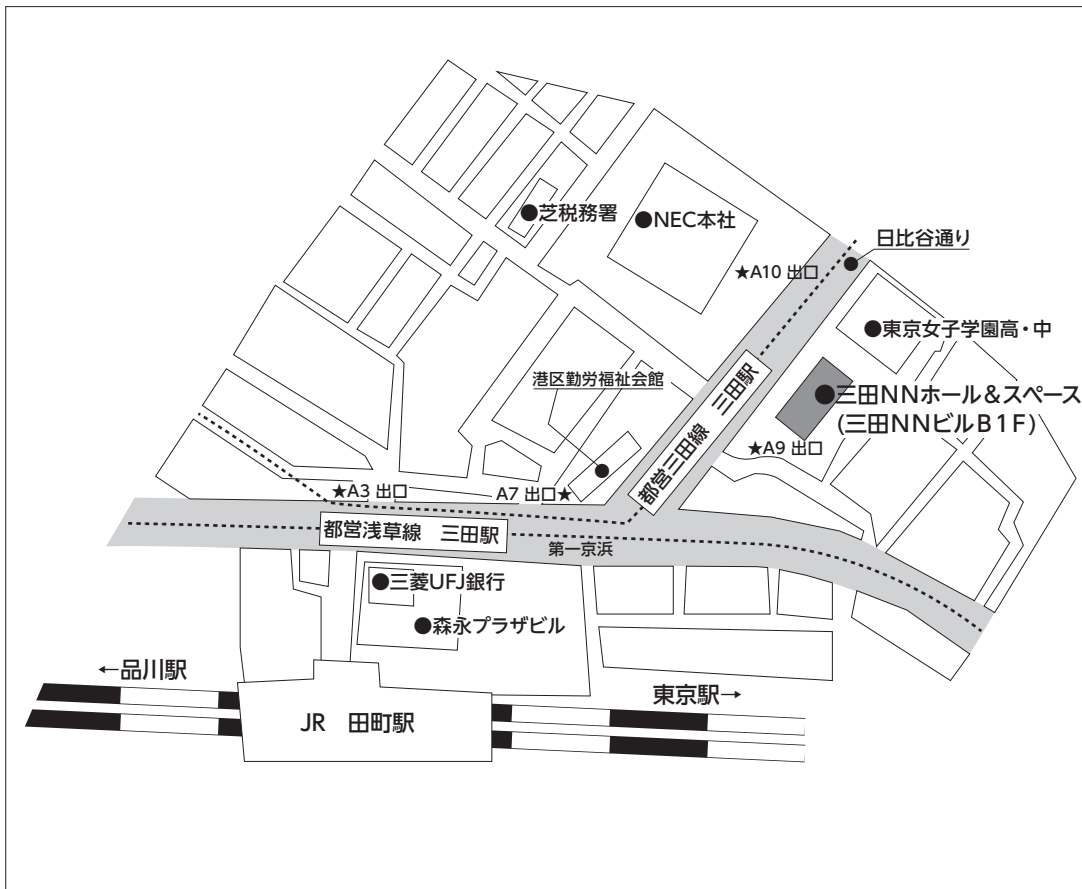 ●芝税務署
●NEC本社
日比谷通り
★A10 出口
●東京女子学園高・中
港区勤労福祉会館
都営三田線 三田駅
●三田NNホール&スペース
(三田NNビルB1F)
★A9 出口
★A3 出口
A7 出口★
都営浅草線 三田駅
第一京浜
●三菱UFJ銀行
●森永プラザビル
←品川駅
東京駅→
JR 田町駅